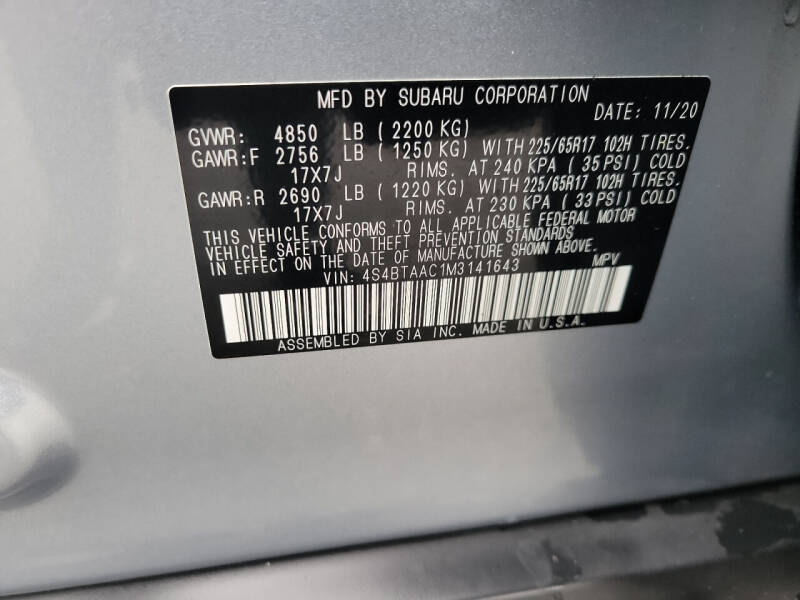 MFD BY SUBARU CORPORATION DATE: 11/20
GVWR: 4850 LB ( 2200 KG)
GAWR:F 2756 LB ( 1250 KG) WITH 225/65R17 102H TIRES.
17X7J RIMS. AT 240 KPA ( 35 PSI) COLD
GAWR:R 2690 LB ( 1220 KG) WITH 225/65R17 102H TIRES.
17X7J RIMS. AT 230 KPA ( 33 PSI) COLD
THIS VEHICLE CONFORMS TO ALL APPLICABLE FEDERAL MOTOR
VEHICLE SAFETY AND THEFT PREVENTION STANDARDS
IN EFFECT ON THE DATE OF MANUFACTURE SHOWN ABOVE.
VIN: 4S4BTAAC1M3141643 MPV
ASSEMBLED BY SIA INC. MADE IN U.S.A.